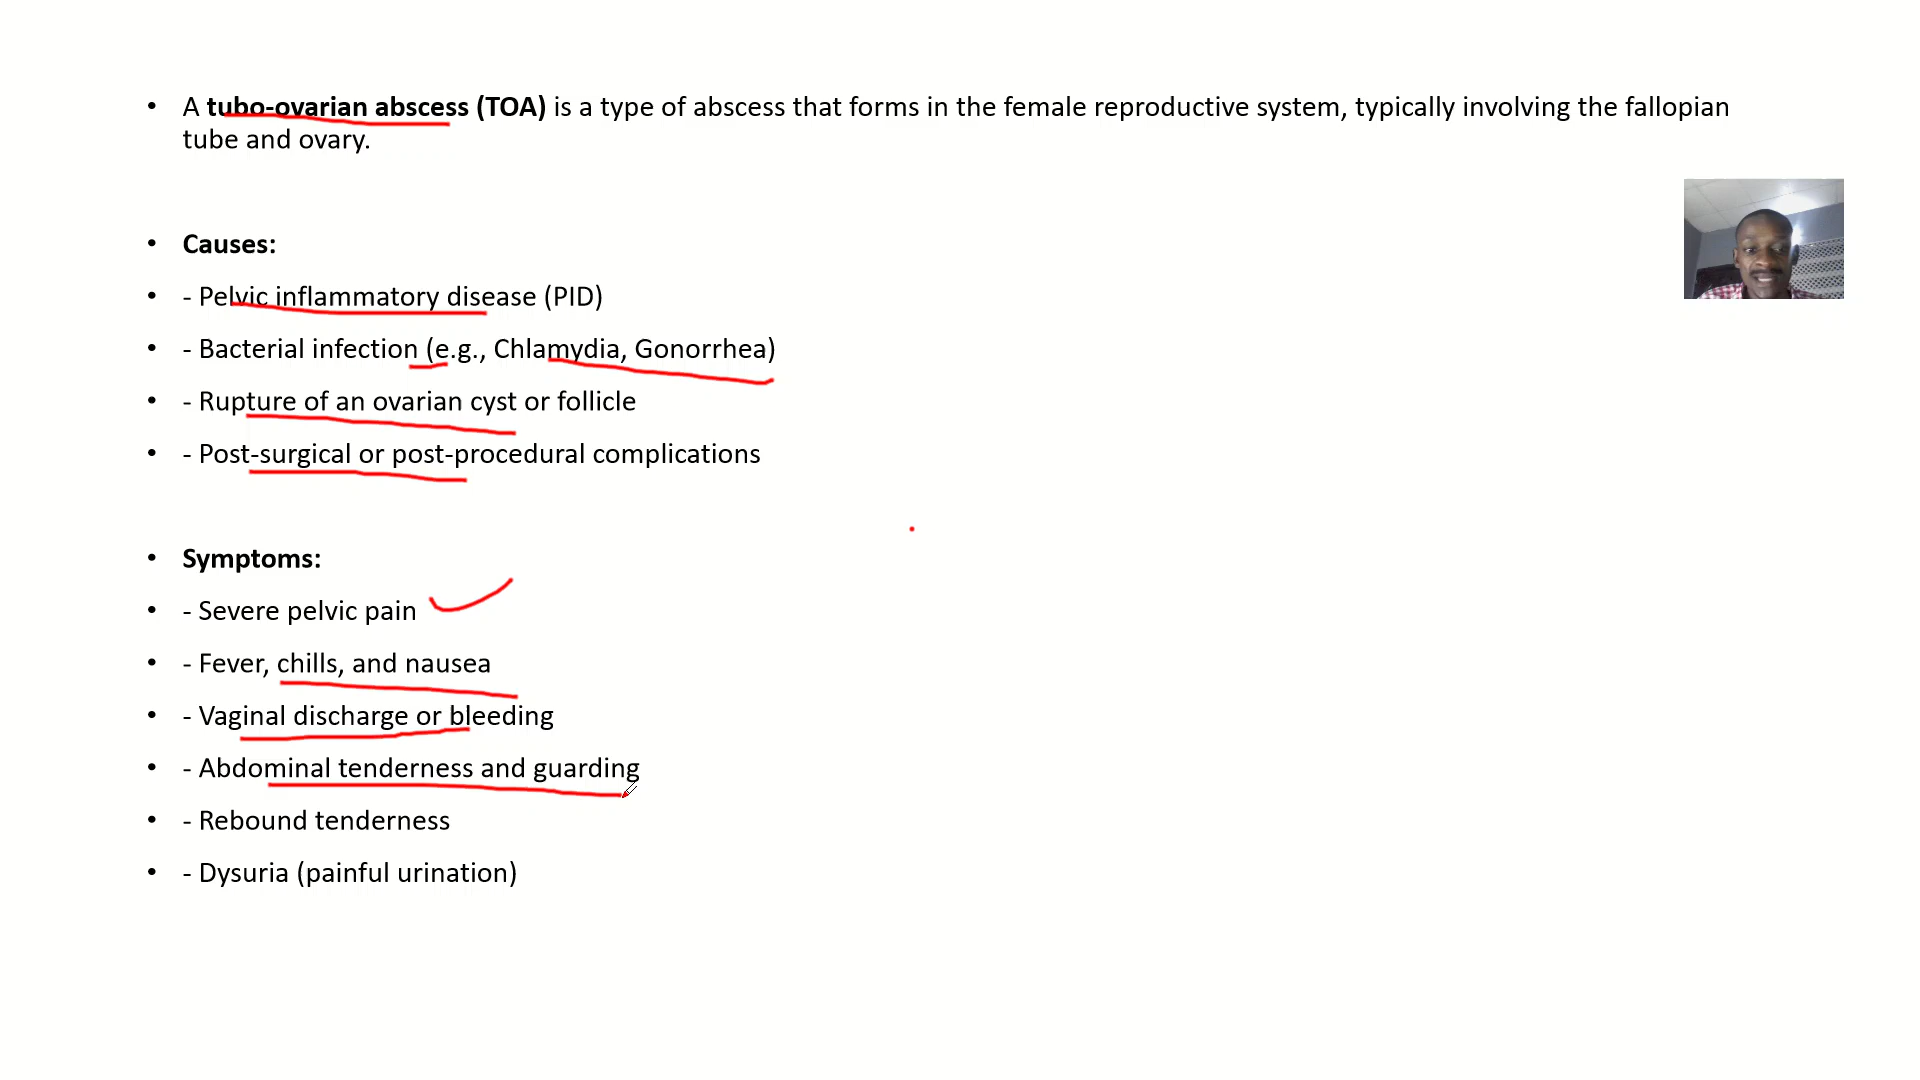 • A tubo-ovarian abscess (TOA) is a type of abscess that forms in the female reproductive system, typically involving the fallopian
tube and ovary.
• Causes:
• - Pelvic inflammatory disease (PID)
• - Bacterial infection (e.g., Chlamydia, Gonorrhea)
• - Rupture of an ovarian cyst or follicle
• - Post-surgical or post-procedural complications
• Symptoms:
• - Severe pelvic pain
• - Fever, chills, and nausea
• - Vaginal discharge or bleeding
• - Abdominal tenderness and guarding
• - Rebound tenderness
• - Dysuria (painful urination)